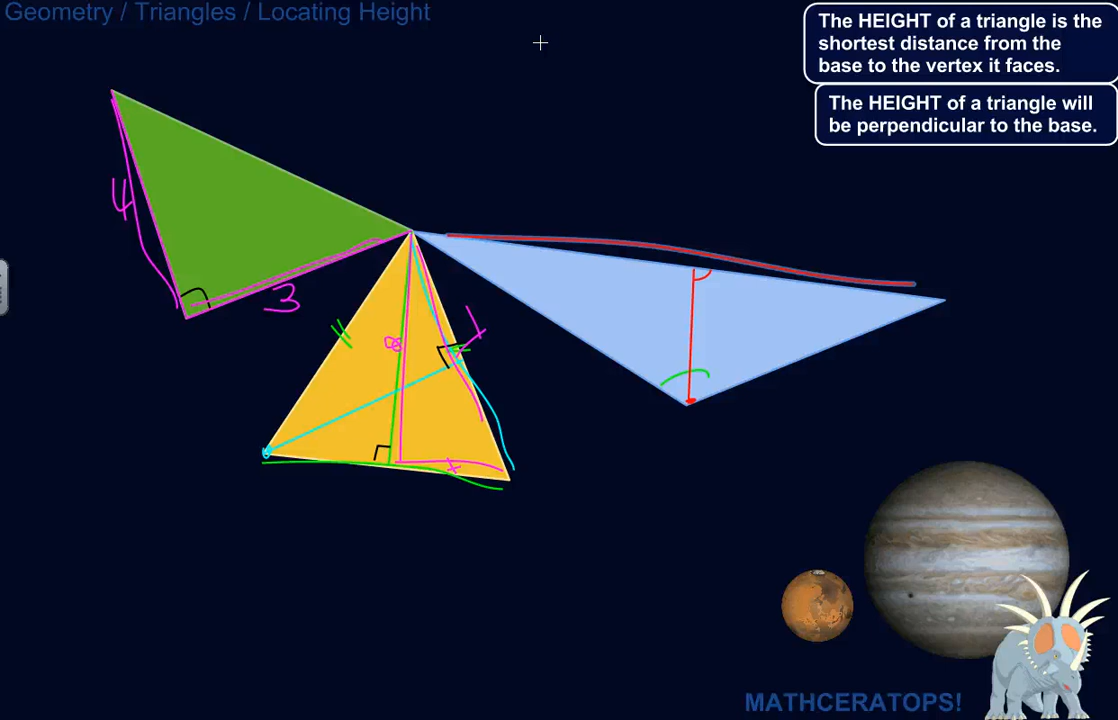 Geometry / Triangles / Locating Height
The HEIGHT of a triangle is the
shortest distance from the
base to the vertex it faces.
The HEIGHT of a triangle will
be perpendicular to the base.
4
3
8
x
MATHCERATOPS!